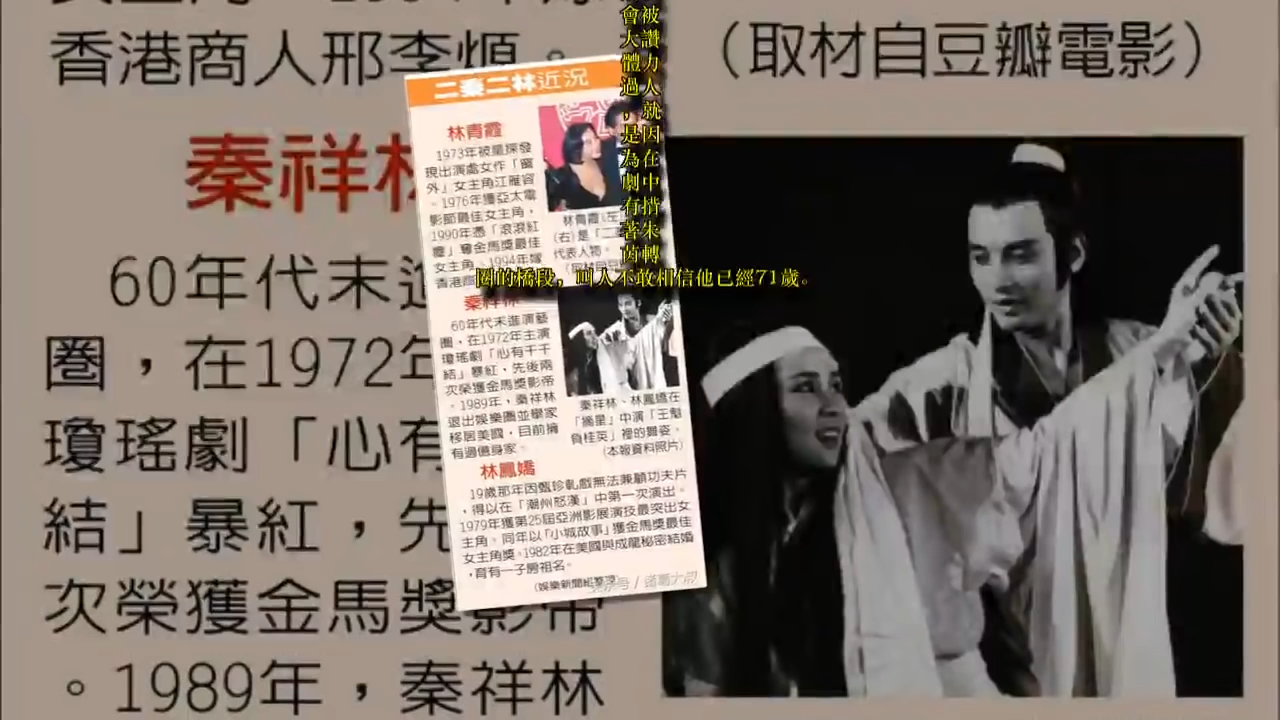 香港商人邢李㷧。
（取材自豆瓣電影）
秦祥林
60年代末進
圈，在1972年
瓊瑤劇「心有
結」暴紅，先
次榮獲金馬獎影帝
。1989年，秦祥林
二秦二林近況
林青霞
1973年被星探發
現出演處女作「窗
外」女主角江雁容
。1976年獲亞太電
影節最佳女主角，
1990年憑「滾滾紅
塵」奪金馬獎最佳
女主角。1994年嫁
林青霞（左
（右）是「二
代表人物。
秦祥林
60年代末進演藝
圈，在1972年主演
瓊瑤劇「心有千千
結」暴紅，先後兩
次榮獲金馬獎影帝
。1989年，秦祥林
退出娛樂圈並舉家
移居美國，目前擁
有過億身家。
秦祥林、林鳳嬌在
「摘星」中演「王魁
負桂英」裡的舞姿。
（本報資料照片）
林鳳嬌
19歲那年因甄珍軋戲無法兼顧功夫片
，得以在「潮州怒漢」中第一次演出。
1979年獲第25屆亞洲影展演技最突出女
主角。同年以「小城故事」獲金馬獎最佳
女主角獎。1982年在美國與成龍秘密結婚
，育有一子房祖名。
被讚力人就因在中揹朱轉
會大體過，是為劇有著茵
圈的橋段，叫人不敢相信他已經71歲。